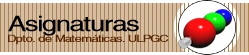 Asignaturas
Dpto. de Matemáticas. ULPGC